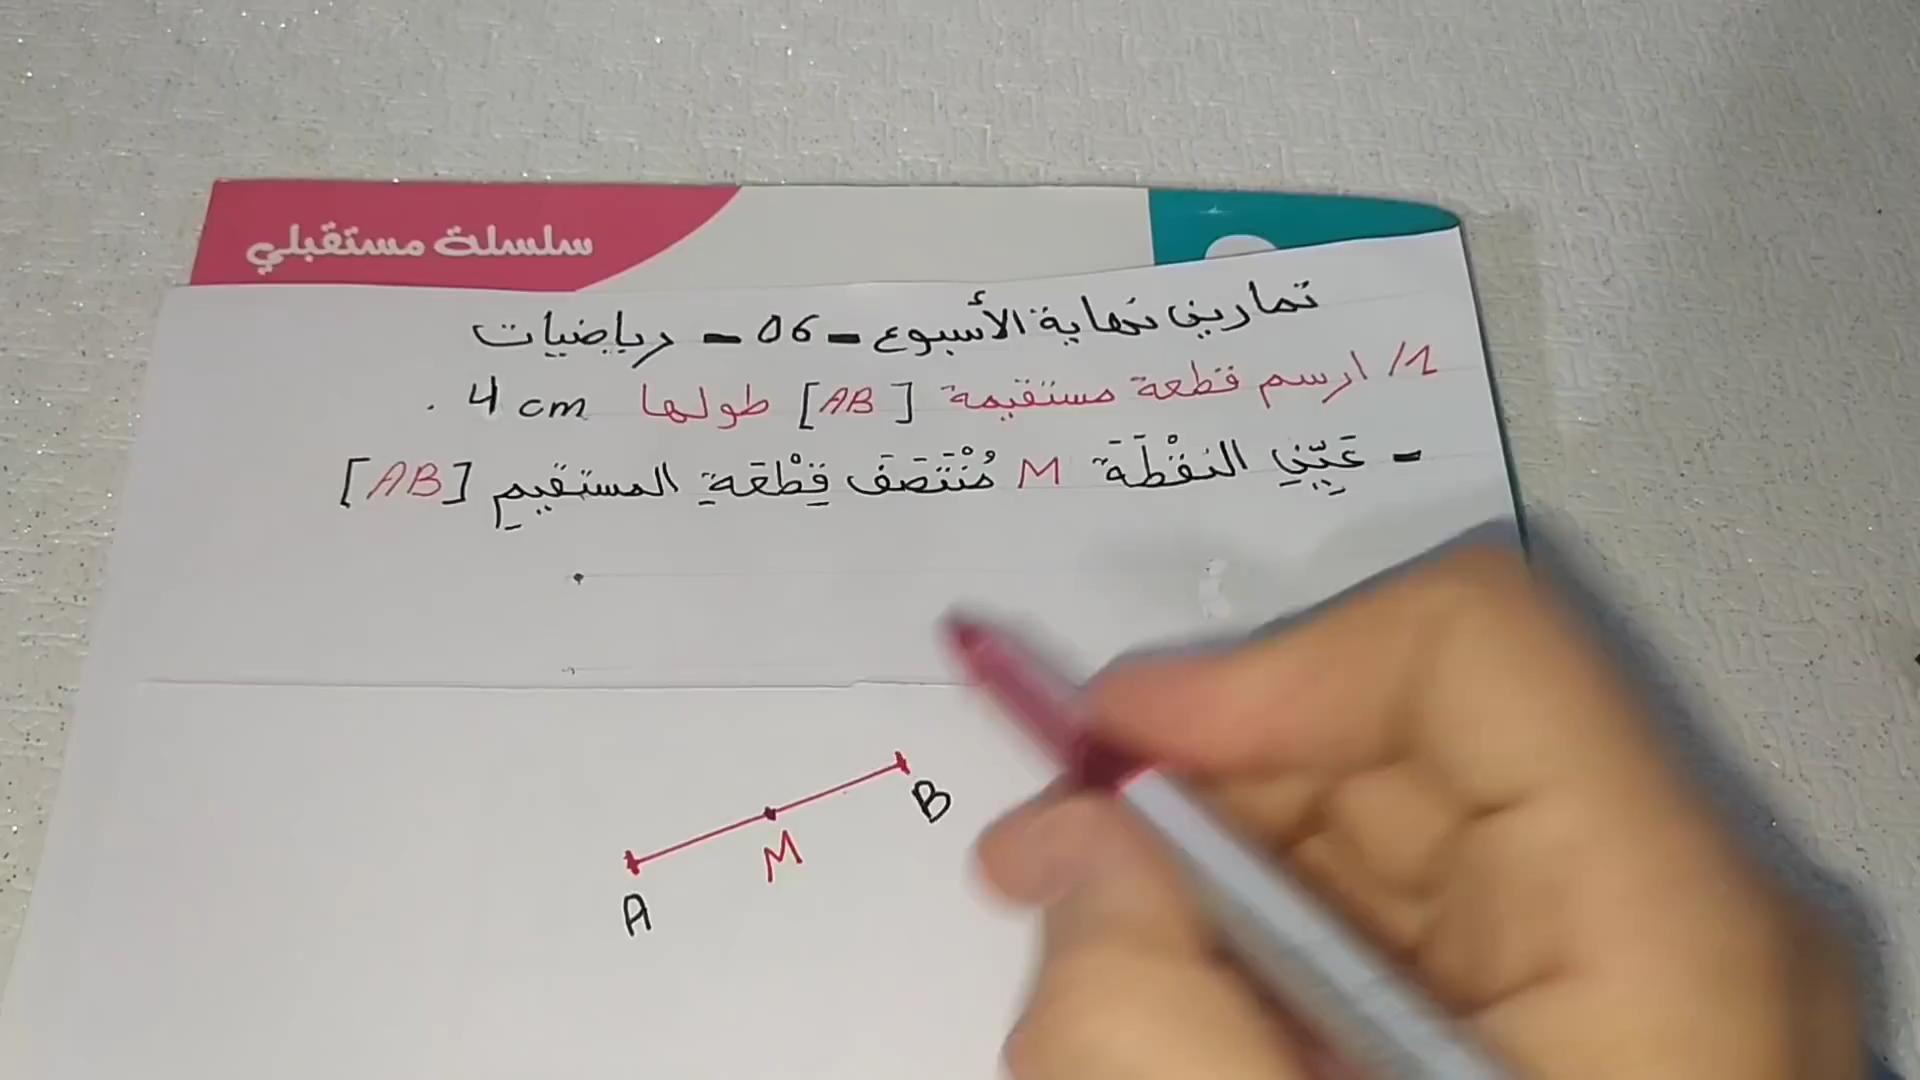 سلسلة مستقبلي
تمارين نهاية الأسبوع - 06 - رياضيات
1/ ارسم قطعة مستقيمة [AB] طولها 4 cm .
- عَيِّنِي النقْطَةَ M مُنْتَصَفَ قِطْعَةِ المستقيمِ [AB]
B
M
A